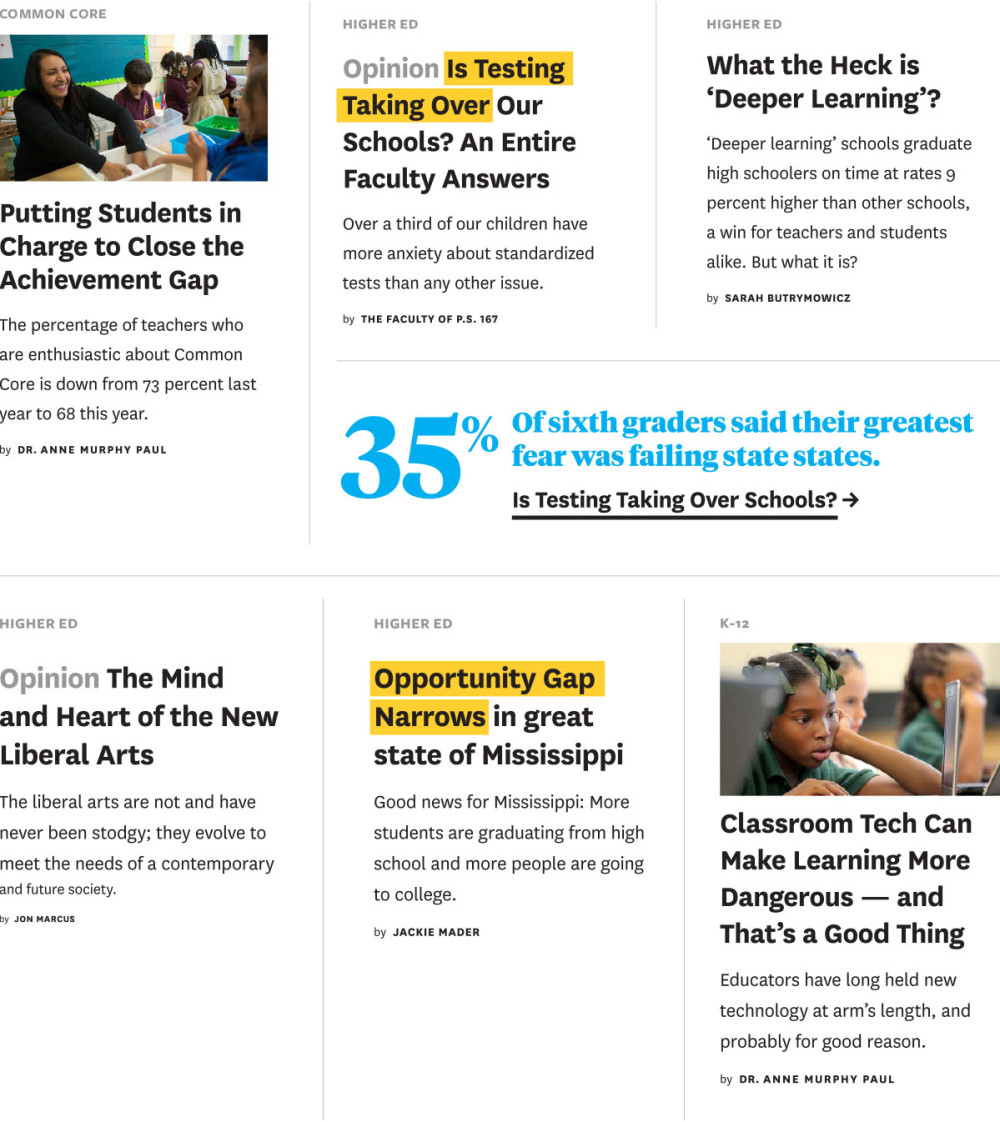 COMMON CORE
Putting Students in
Charge to Close the
Achievement Gap
The percentage of teachers who
are enthusiastic about Common
Core is down from 73 percent last
year to 68 this year.
by DR. ANNE MURPHY PAUL
HIGHER ED
Opinion Is Testing
Taking Over Our
Schools? An Entire
Faculty Answers
Over a third of our children have
more anxiety about standardized
tests than any other issue.
by THE FACULTY OF P.S. 167
HIGHER ED
What the Heck is
‘Deeper Learning’?
‘Deeper learning’ schools graduate
high schoolers on time at rates 9
percent higher than other schools,
a win for teachers and students
alike. But what it is?
by SARAH BUTRYMOWICZ
35%
Of sixth graders said their greatest
fear was failing state states.
Is Testing Taking Over Schools? →
HIGHER ED
Opinion The Mind
and Heart of the New
Liberal Arts
The liberal arts are not and have
never been stodgy; they evolve to
meet the needs of a contemporary
and future society.
by JON MARCUS
HIGHER ED
Opportunity Gap
Narrows in great
state of Mississippi
Good news for Mississippi: More
students are graduating from high
school and more people are going
to college.
by JACKIE MADER
K-12
Classroom Tech Can
Make Learning More
Dangerous — and
That’s a Good Thing
Educators have long held new
technology at arm’s length, and
probably for good reason.
by DR. ANNE MURPHY PAUL